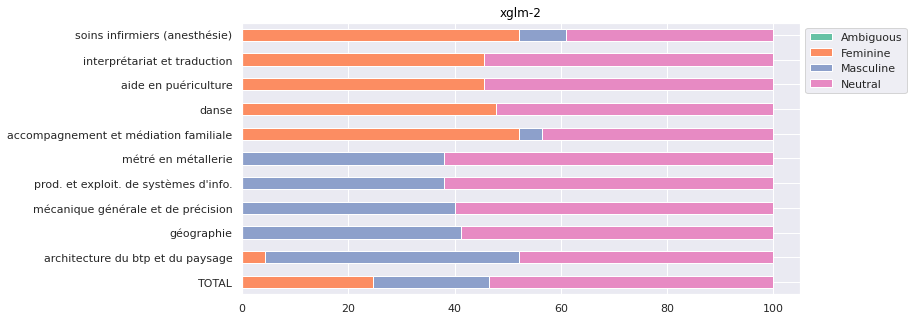 xglm-2
soins infirmiers (anesthésie)
interprétariat et traduction
aide en puériculture
danse
accompagnement et médiation familiale
métré en métallerie
prod. et exploit. de systèmes d'info.
mécanique générale et de précision
géographie
architecture du btp et du paysage
TOTAL
0 20 40 60 80 100
Ambiguous
Feminine
Masculine
Neutral